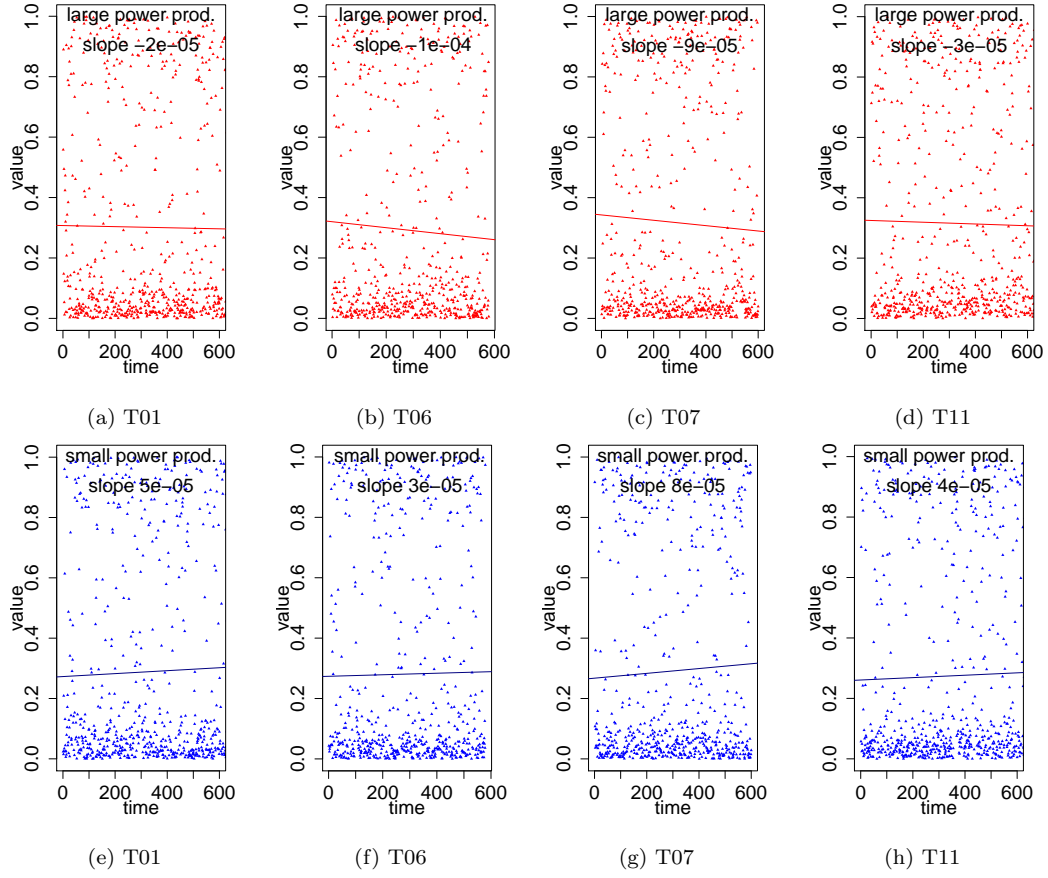 large power prod.
slope −2e−05
value
0.0 0.2 0.4 0.6 0.8 1.0
0 200 400 600
time
(a) T01
large power prod.
slope −1e−04
value
0.0 0.2 0.4 0.6 0.8 1.0
0 200 400 600
time
(b) T06
large power prod.
slope −9e−05
value
0.0 0.2 0.4 0.6 0.8 1.0
0 200 400 600
time
(c) T07
large power prod.
slope −3e−05
value
0.0 0.2 0.4 0.6 0.8 1.0
0 200 400 600
time
(d) T11
small power prod.
slope 5e−05
value
0.0 0.2 0.4 0.6 0.8 1.0
0 200 400 600
time
(e) T01
small power prod.
slope 3e−05
value
0.0 0.2 0.4 0.6 0.8 1.0
0 200 400 600
time
(f) T06
small power prod.
slope 8e−05
value
0.0 0.2 0.4 0.6 0.8 1.0
0 200 400 600
time
(g) T07
small power prod.
slope 4e−05
value
0.0 0.2 0.4 0.6 0.8 1.0
0 200 400 600
time
(h) T11